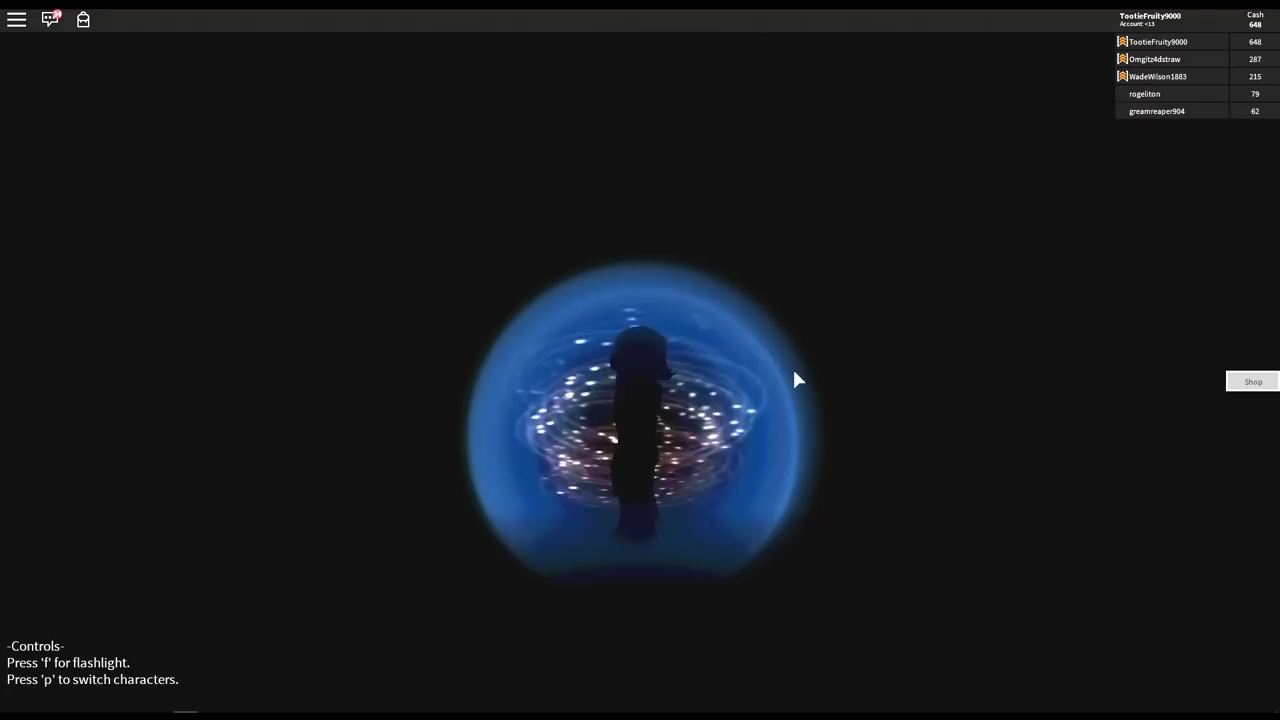 TootieFruity9000
Account: <13
Cash
648
TootieFruity9000 648
Omgitz4dstraw 287
WadeWilson1883 215
rogeliton 79
greamreaper904 62
Shop
-Controls-
Press 'f' for flashlight.
Press 'p' to switch characters.